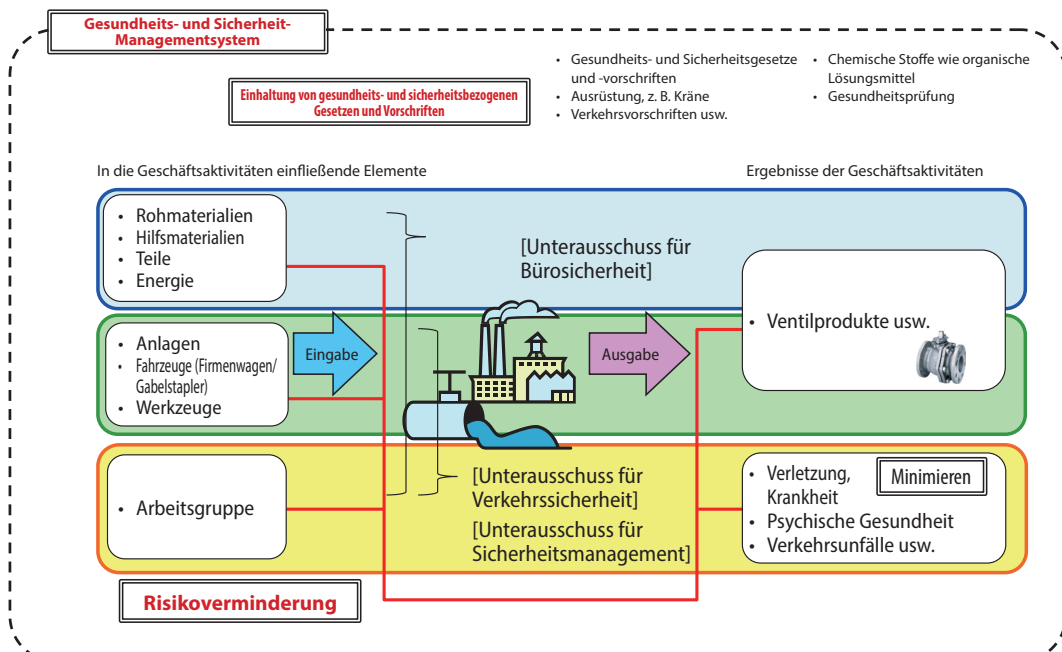 Gesundheits- und Sicherheit-
Managementsystem
Einhaltung von gesundheits- und sicherheitsbezogenen
Gesetzen und Vorschriften
• Gesundheits- und Sicherheitsgesetze
und -vorschriften
• Ausrüstung, z. B. Kräne
• Verkehrsvorschriften usw.
• Chemische Stoffe wie organische
Lösungsmittel
• Gesundheitsprüfung
In die Geschäftsaktivitäten einfließende Elemente
Ergebnisse der Geschäftsaktivitäten
• Rohmaterialien
• Hilfsmaterialien
• Teile
• Energie
[Unterausschuss für
Bürosicherheit]
• Ventilprodukte usw.
• Anlagen
• Fahrzeuge (Firmenwagen/
Gabelstapler)
• Werkzeuge
Eingabe
Ausgabe
• Arbeitsgruppe
[Unterausschuss für
Verkehrssicherheit]
[Unterausschuss für
Sicherheitsmanagement]
• Verletzung,
Krankheit
Minimieren
• Psychische Gesundheit
• Verkehrsunfälle usw.
Risikoverminderung